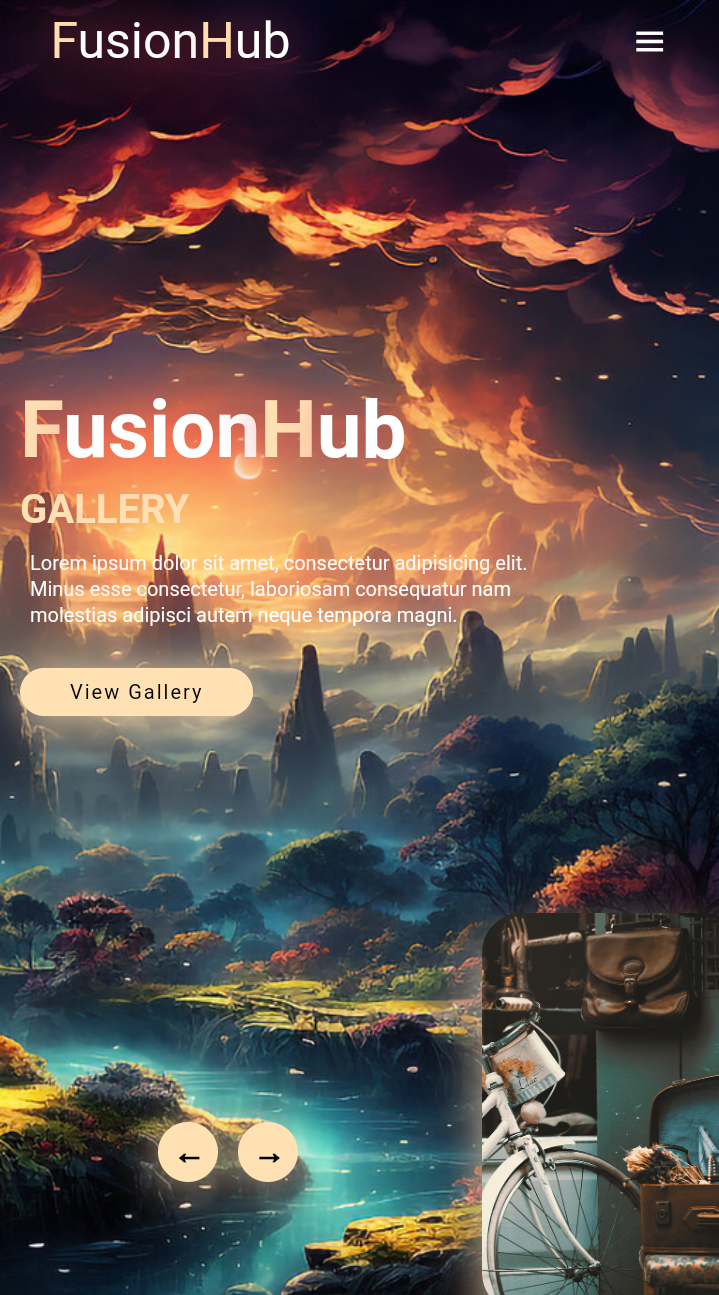 FusionHub
FusionHub
GALLERY
Lorem ipsum dolor sit amet, consectetur adipisicing elit.
Minus esse consectetur, laboriosam consequatur nam
molestias adipisci autem neque tempora magni.
View Gallery